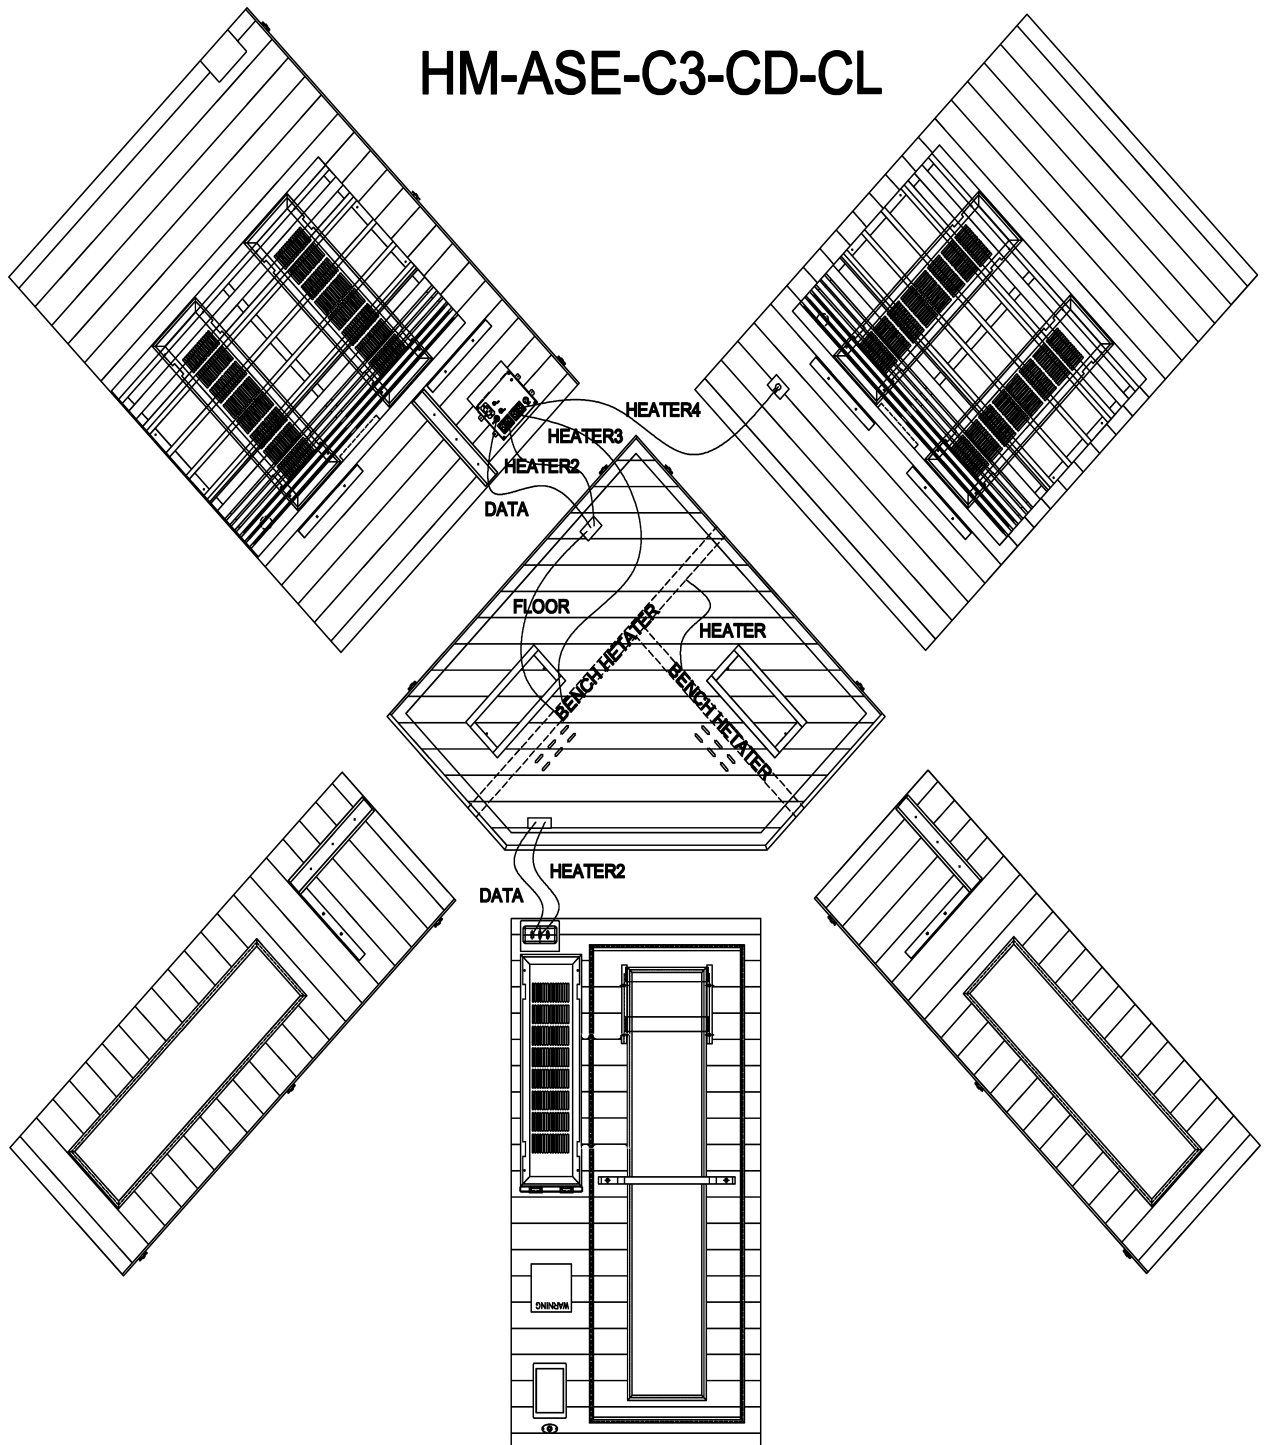 HM-ASE-C3-CD-CL
HEATER4
HEATER3
HEATER2
DATA
FLOOR
HEATER
BENCH HETATER
BENCH HETATER
HEATER2
DATA
WARNING